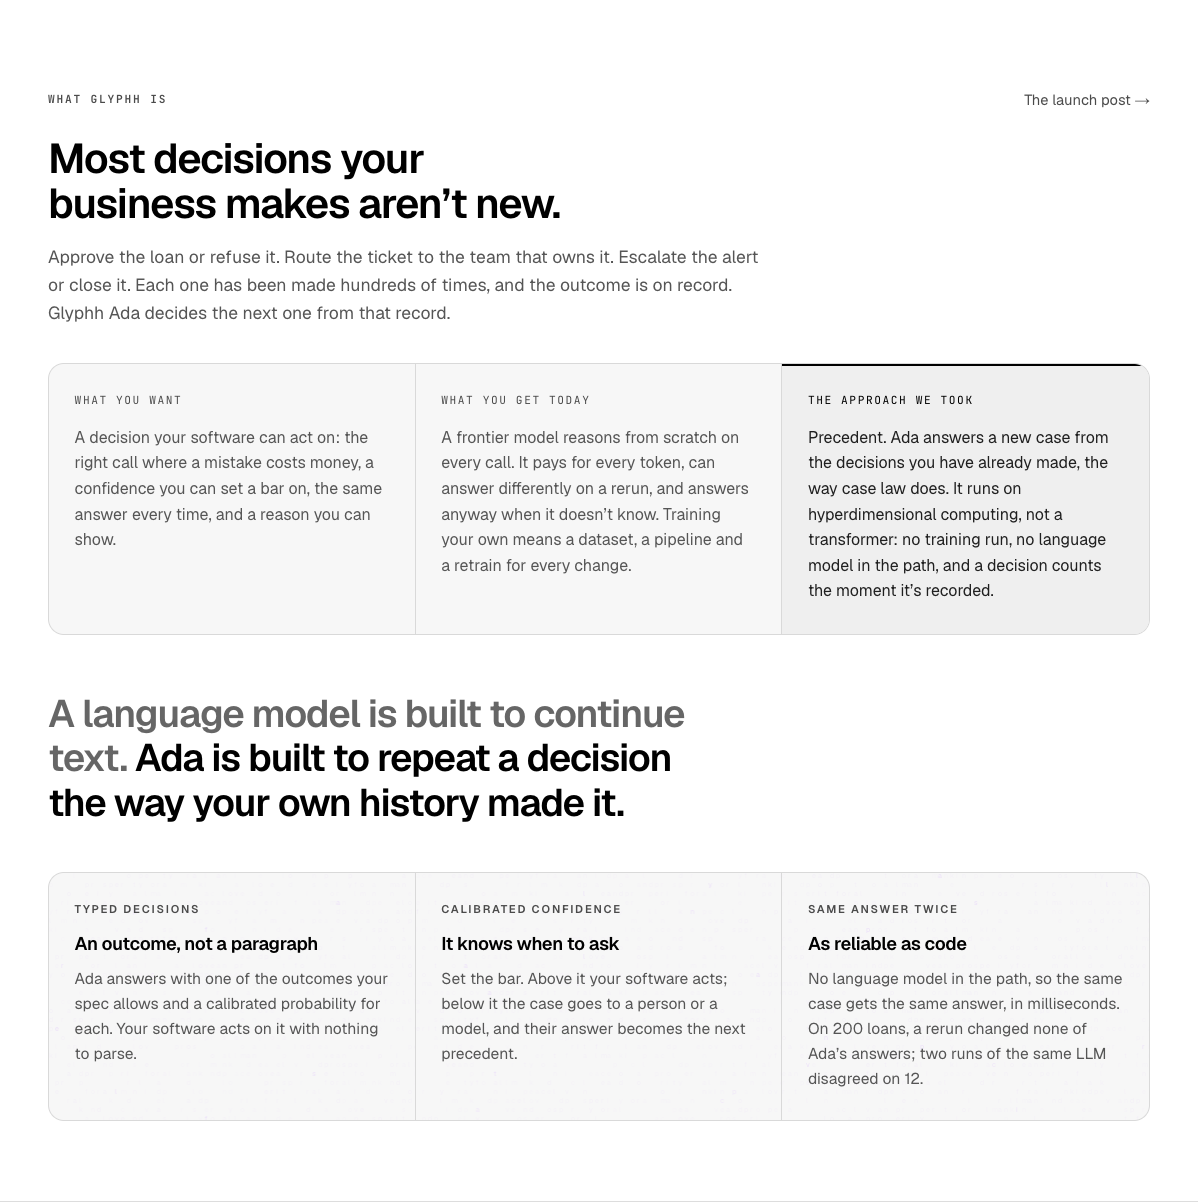 WHAT GLYPHH IS
The launch post →
Most decisions your
business makes aren’t new.
Approve the loan or refuse it. Route the ticket to the team that owns it. Escalate the alert
or close it. Each one has been made hundreds of times, and the outcome is on record.
Glyphh Ada decides the next one from that record.
WHAT YOU WANT
A decision your software can act on: the
right call where a mistake costs money, a
confidence you can set a bar on, the same
answer every time, and a reason you can
show.
WHAT YOU GET TODAY
A frontier model reasons from scratch on
every call. It pays for every token, can
answer differently on a rerun, and answers
anyway when it doesn’t know. Training
your own means a dataset, a pipeline and
a retrain for every change.
THE APPROACH WE TOOK
Precedent. Ada answers a new case from
the decisions you have already made, the
way case law does. It runs on
hyperdimensional computing, not a
transformer: no training run, no language
model in the path, and a decision counts
the moment it’s recorded.
A language model is built to continue
text. Ada is built to repeat a decision
the way your own history made it.
TYPED DECISIONS
An outcome, not a paragraph
Ada answers with one of the outcomes your
spec allows and a calibrated probability for
each. Your software acts on it with nothing
to parse.
CALIBRATED CONFIDENCE
It knows when to ask
Set the bar. Above it your software acts;
below it the case goes to a person or a
model, and their answer becomes the next
precedent.
SAME ANSWER TWICE
As reliable as code
No language model in the path, so the same
case gets the same answer, in milliseconds.
On 200 loans, a rerun changed none of
Ada’s answers; two runs of the same LLM
disagreed on 12.